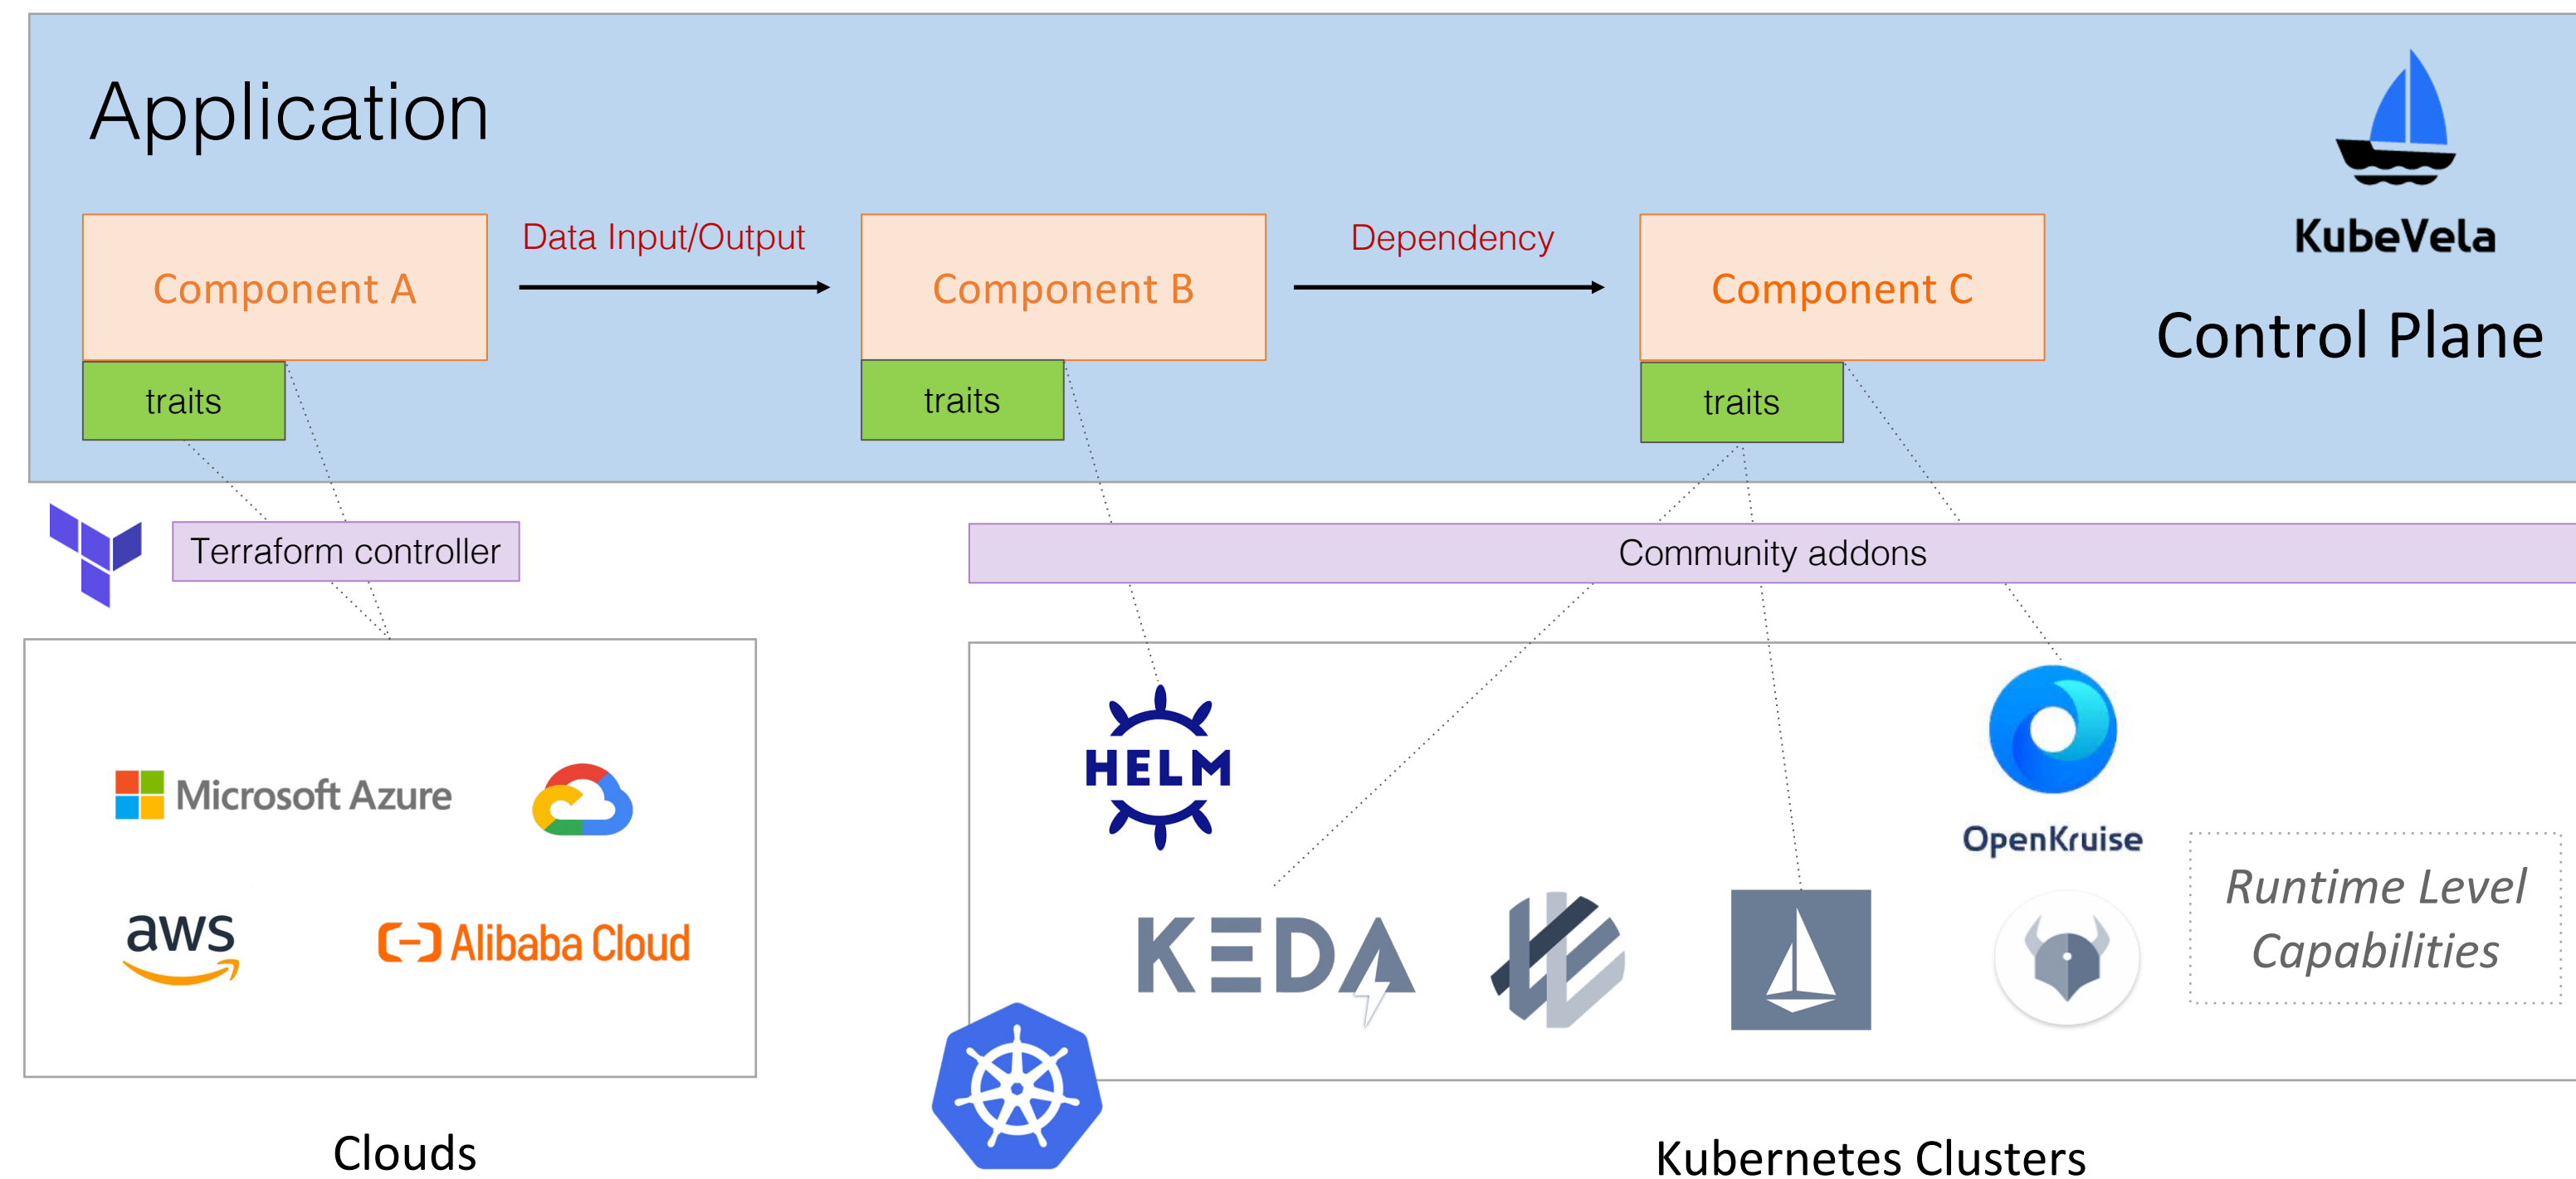 Application
KubeVela
Control Plane
Component A
Data Input/Output
Component B
Dependency
Component C
traits
traits
traits
Terraform controller
Community addons
Microsoft Azure
aws
Alibaba Cloud
HELM
OpenKruise
KEDA
Runtime Level
Capabilities
Clouds
Kubernetes Clusters